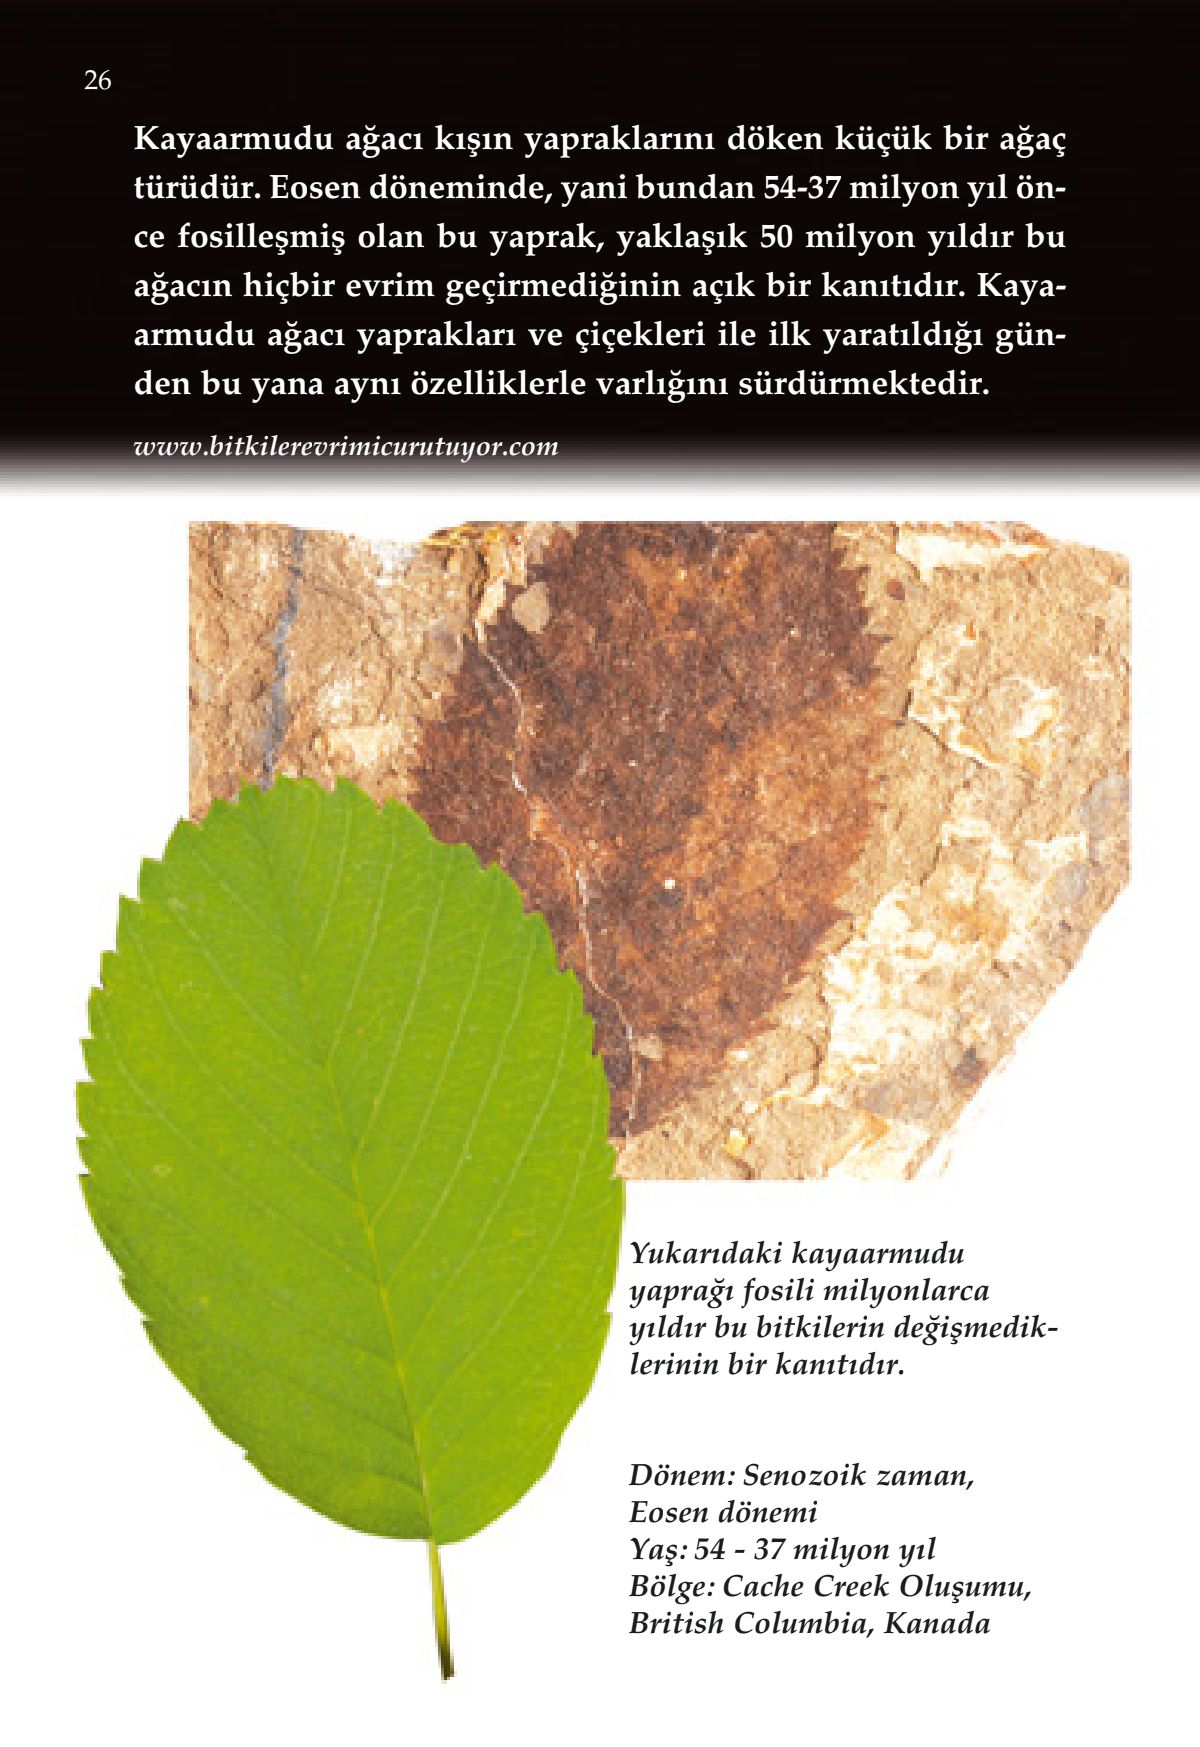 26
Kayaarmudu ağacı kışın yapraklarını döken küçük bir ağaç
türüdür. Eosen döneminde, yani bundan 54-37 milyon yıl ön-
ce fosilleşmiş olan bu yaprak, yaklaşık 50 milyon yıldır bu
ağacın hiçbir evrim geçirmediğinin açık bir kanıtıdır. Kaya-
armudu ağacı yaprakları ve çiçekleri ile ilk yaratıldığı gün-
den bu yana aynı özelliklerle varlığını sürdürmektedir.
www.bitkilerevrimicurutuyor.com
Yukarıdaki kayaarmudu
yaprağı fosili milyonlarca
yıldır bu bitkilerin değişmedik-
lerinin bir kanıtıdır.
Dönem: Senozoik zaman,
Eosen dönemi
Yaş: 54 - 37 milyon yıl
Bölge: Cache Creek Oluşumu,
British Columbia, Kanada